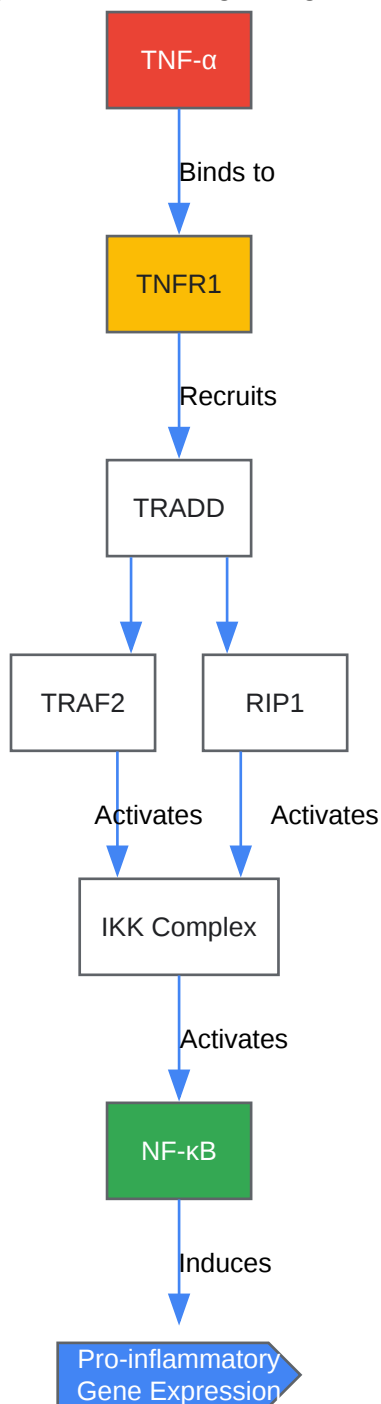 TNF-α
Binds to
TNFR1
Recruits
TRADD
TRAF2
RIP1
Activates
Activates
IKK Complex
Activates
NF-κB
Induces
Pro-inflammatory
Gene Expression